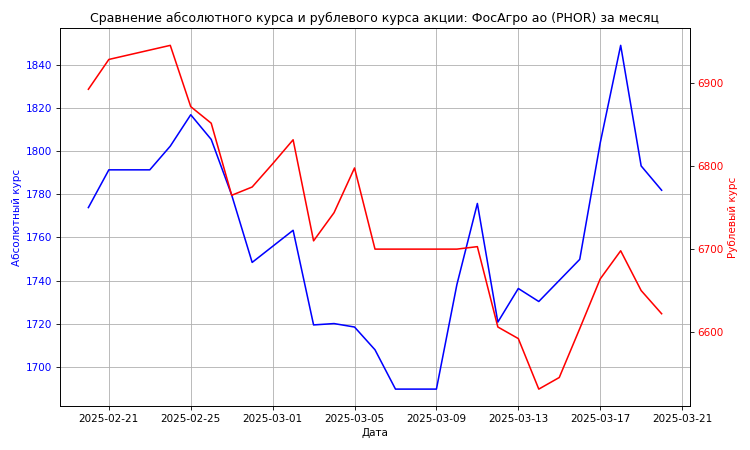 Сравнение абсолютного курса и рублевого курса акции: ФосАгро ао (PHOR) за месяц
Абсолютный курс
1840
1820
1800
1780
1760
1740
1720
1700
6900
6800
6700
6600
Рублевый курс
2025-02-21 2025-02-25 2025-03-01 2025-03-05 2025-03-09 2025-03-13 2025-03-17 2025-03-21
Дата